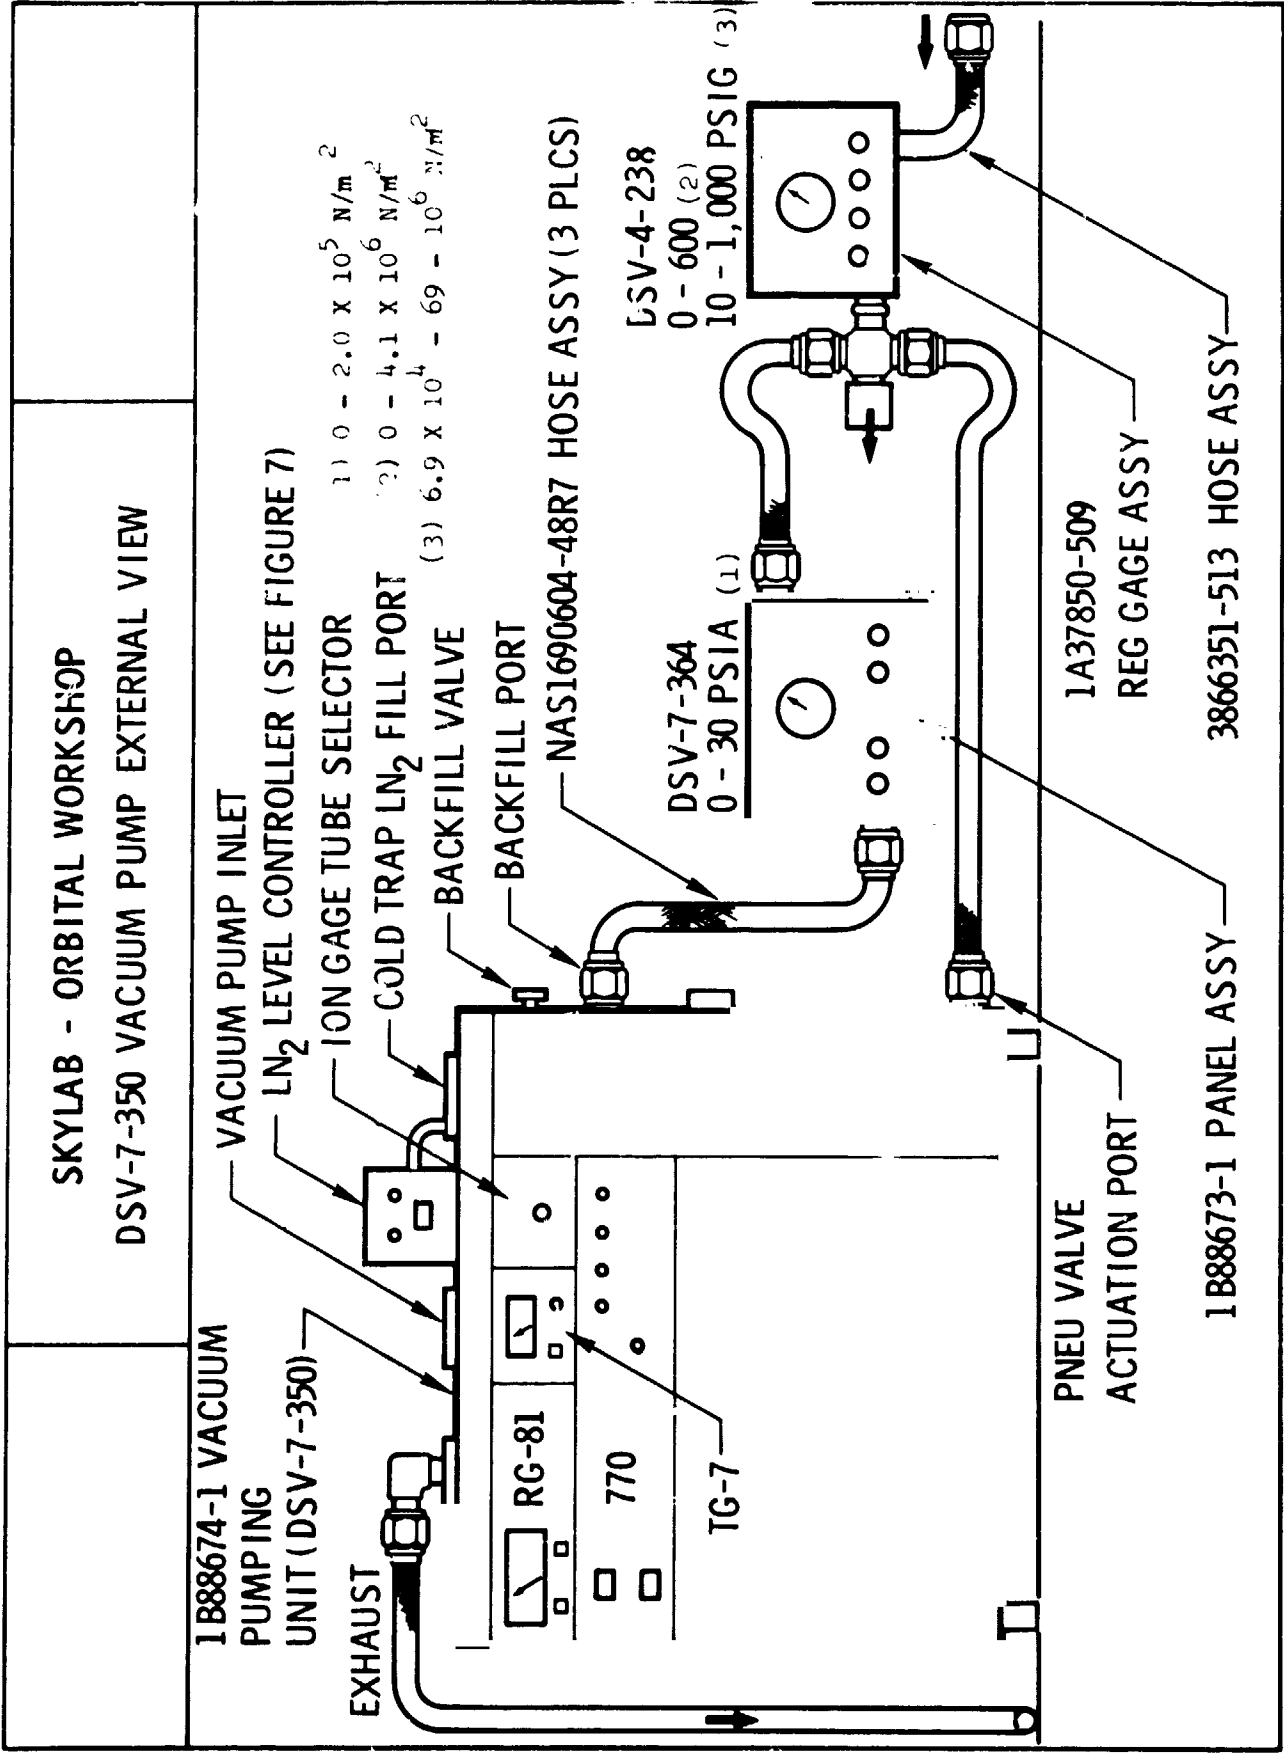 SKYLAB - ORBITAL WORKSHOP
DSV-7-350 VACUUM PUMP EXTERNAL VIEW
1B88674-1 VACUUM
PUMPING
UNIT (DSV-7-350)
EXHAUST
VACUUM PUMP INLET
LN2 LEVEL CONTROLLER (SEE FIGURE 7)
ION GAGE TUBE SELECTOR
COLD TRAP LN2 FILL PORT
BACKFILL VALVE
BACKFILL PORT
NAS1690604-48R7 HOSE ASSY (3 PLCS)
1) 0 - 2.0 X 10^5 N/m^2
2) 0 - 4.1 X 10^6 N/m^2
(3) 6.9 X 10^4 - 69 - 10^6 N/m^2
DSV-4-238
0 - 600 (2)
10 - 1,000 PSIG (3)
DSV-7-364
0 - 30 PSIA (1)
RG-81
770
TG-7
PNEU VALVE
ACTUATION PORT
1A37850-509
REG GAGE ASSY
1B88673-1 PANEL ASSY
3866351-513 HOSE ASSY